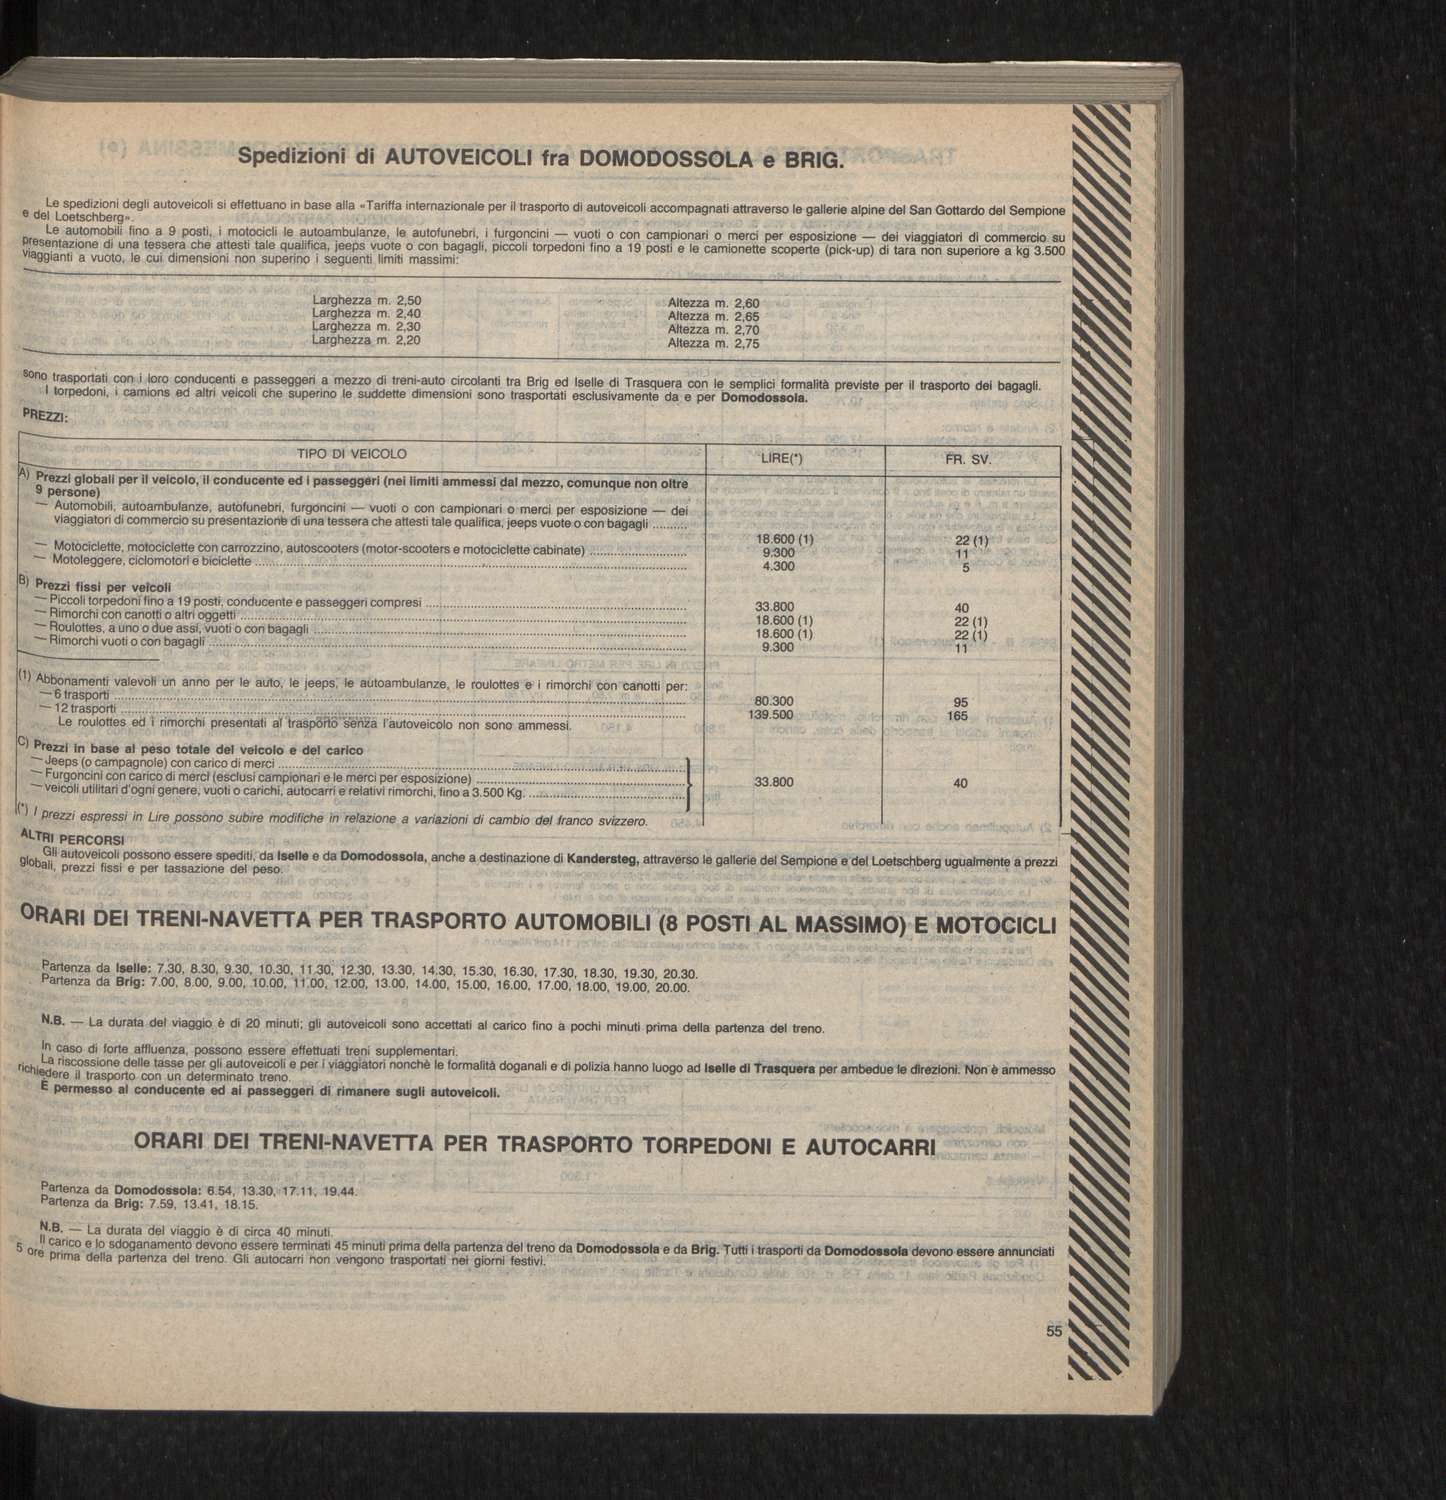 Spedizioni di AUTOVEICOLI fra DOMODOSSOLA e BRIG.
Le spedizioni degli autoveicoli si effettuano in base alla «Tariffa internazionale per il trasporto di autoveicoli accompagnati attraverso le gallerie alpine del San Gottardo del Sempione
e del Loetschberg».
Le automobili fino a 9 posti, i motocicli le autoambulanze, le autofunebri, i furgoncini — vuoti o con campionari o merci per esposizione — dei viaggiatori di commercio su
presentazione di una tessera che attesti tale qualifica, jeeps vuote o con bagagli, piccoli torpedoni fino a 19 posti e le camionette scoperte (pick-up) di tara non superiore a kg 3.500
viaggianti a vuoto, le cui dimensioni non superino i seguenti limiti massimi:
Larghezza m. 2,50 Altezza m. 2,60
Larghezza m. 2,40 Altezza m. 2,65
Larghezza m. 2,30 Altezza m. 2,70
Larghezza m. 2,20 Altezza m. 2,75
sono trasportati con i loro conducenti e passeggeri a mezzo di treni-auto circolanti tra Brig ed Iselle di Trasquera con le semplici formalità previste per il trasporto dei bagagli.
I torpedoni, i camions ed altri veicoli che superino le suddette dimensioni sono trasportati esclusivamente da e per Domodossola.
PREZZI:
TIPO DI VEICOLO LIRE(*) FR. SV.
A) Prezzi globali per il veicolo, il conducente ed i passeggeri (nei limiti ammessi dal mezzo, comunque non oltre
9 persone)
— Automobili, autoambulanze, autofunebri, furgoncini — vuoti o con campionari o merci per esposizione — dei
viaggiatori di commercio su presentazione di una tessera che attesti tale qualifica, jeeps vuote o con bagagli .......... 18.600 (1) 22 (1)
— Motociclette, motociclette con carrozzino, autoscooters (motor-scooters e motociclette cabinate) .......... 9.300 11
— Motoleggere, ciclomotori e biciclette .......... 4.300 5
B) Prezzi fissi per veicoli
— Piccoli torpedoni fino a 19 posti, conducente e passeggeri compresi .......... 33.800 40
— Rimorchi con canotti o altri oggetti .......... 18.600 (1) 22 (1)
— Roulottes, a uno o due assi, vuoti o con bagagli .......... 18.600 (1) 22 (1)
— Rimorchi vuoti o con bagagli .......... 9.300 11
(1) Abbonamenti valevoli un anno per le auto, le jeeps, le autoambulanze, le roulottes e i rimorchi con canotti per:
— 6 trasporti .......... 80.300 95
— 12 trasporti .......... 139.500 165
Le roulottes ed i rimorchi presentati al trasporto senza l'autoveicolo non sono ammessi.
C) Prezzi in base al peso totale del veicolo e del carico
— Jeeps (o campagnole) con carico di merci ..........
— Furgoncini con carico di merci (esclusi campionari e le merci per esposizione) .......... 33.800 40
— veicoli utilitari d'ogni genere, vuoti o carichi, autocarri e relativi rimorchi, fino a 3.500 Kg. ..........
(*) I prezzi espressi in Lire possono subire modifiche in relazione a variazioni di cambio del franco svizzero.
ALTRI PERCORSI
Gli autoveicoli possono essere spediti, da Iselle e da Domodossola, anche a destinazione di Kandersteg, attraverso le gallerie del Sempione e del Loetschberg ugualmente a prezzi
globali, prezzi fissi e per tassazione del peso.
ORARI DEI TRENI-NAVETTA PER TRASPORTO AUTOMOBILI (8 POSTI AL MASSIMO) E MOTOCICLI
Partenza da Iselle: 7.30, 8.30, 9.30, 10.30, 11.30, 12.30, 13.30, 14.30, 15.30, 16.30, 17.30, 18.30, 19.30, 20.30.
Partenza da Brig: 7.00, 8.00, 9.00, 10.00, 11.00, 12.00, 13.00, 14.00, 15.00, 16.00, 17.00, 18.00, 19.00, 20.00.
N.B. — La durata del viaggio è di 20 minuti; gli autoveicoli sono accettati al carico fino a pochi minuti prima della partenza del treno.
In caso di forte affluenza, possono essere effettuati treni supplementari.
La riscossione delle tasse per gli autoveicoli e per i viaggiatori nonchè le formalità doganali e di polizia hanno luogo ad Iselle di Trasquera per ambedue le direzioni. Non è ammesso
richiedere il trasporto con un determinato treno.
È permesso al conducente ed ai passeggeri di rimanere sugli autoveicoli.
ORARI DEI TRENI-NAVETTA PER TRASPORTO TORPEDONI E AUTOCARRI
Partenza da Domodossola: 6.54, 13.30, 17.11, 19.44.
Partenza da Brig: 7.59, 13.41, 18.15.
N.B. — La durata del viaggio è di circa 40 minuti.
Il carico e lo sdoganamento devono essere terminati 45 minuti prima della partenza del treno da Domodossola e da Brig. Tutti i trasporti da Domodossola devono essere annunciati
5 ore prima della partenza del treno. Gli autocarri non vengono trasportati nei giorni festivi.
55